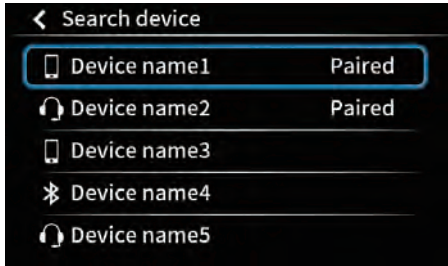 Search device
Device name1 Paired
Device name2 Paired
Device name3
Device name4
Device name5